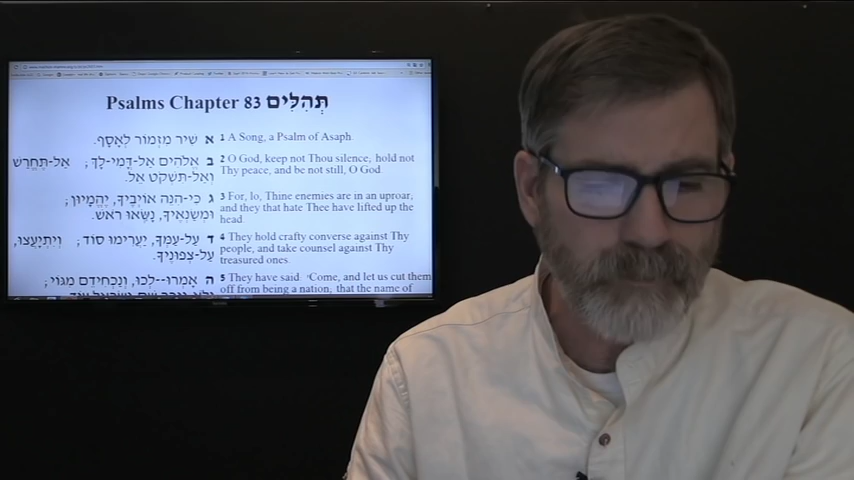 Psalms Chapter 83 תְּהִלִּים
א שִׁיר מִזְמוֹר לְאָסָף.
1 A Song, a Psalm of Asaph.
ב אֱלֹהִים אַל-דֳּמִי-לָךְ; אַל-תֶּחֱרַשׁ
וְאַל-תִּשְׁקֹט אֵל.
2 O God, keep not Thou silence, hold not
Thy peace, and be not still, O God
ג כִּי-הִנֵּה אוֹיְבֶיךָ, יֶהֱמָיוּן;
וּמְשַׂנְאֶיךָ, נָשְׂאוּ רֹאשׁ.
3 For, lo, Thine enemies are in an uproar;
and they that hate Thee have lifted up the
head
ד עַל-עַמְּךָ, יַעֲרִימוּ סוֹד; וְיִתְיָעֲצוּ,
עַל-צְפוּנֶיךָ.
4 They hold crafty converse against Thy
people, and take counsel against Thy
treasured ones.
ה אָמְרוּ--לְכוּ, וְנַכְחִידֵם מִגּוֹי;
5 They have said: 'Come, and let us cut them
off from being a nation; that the name of